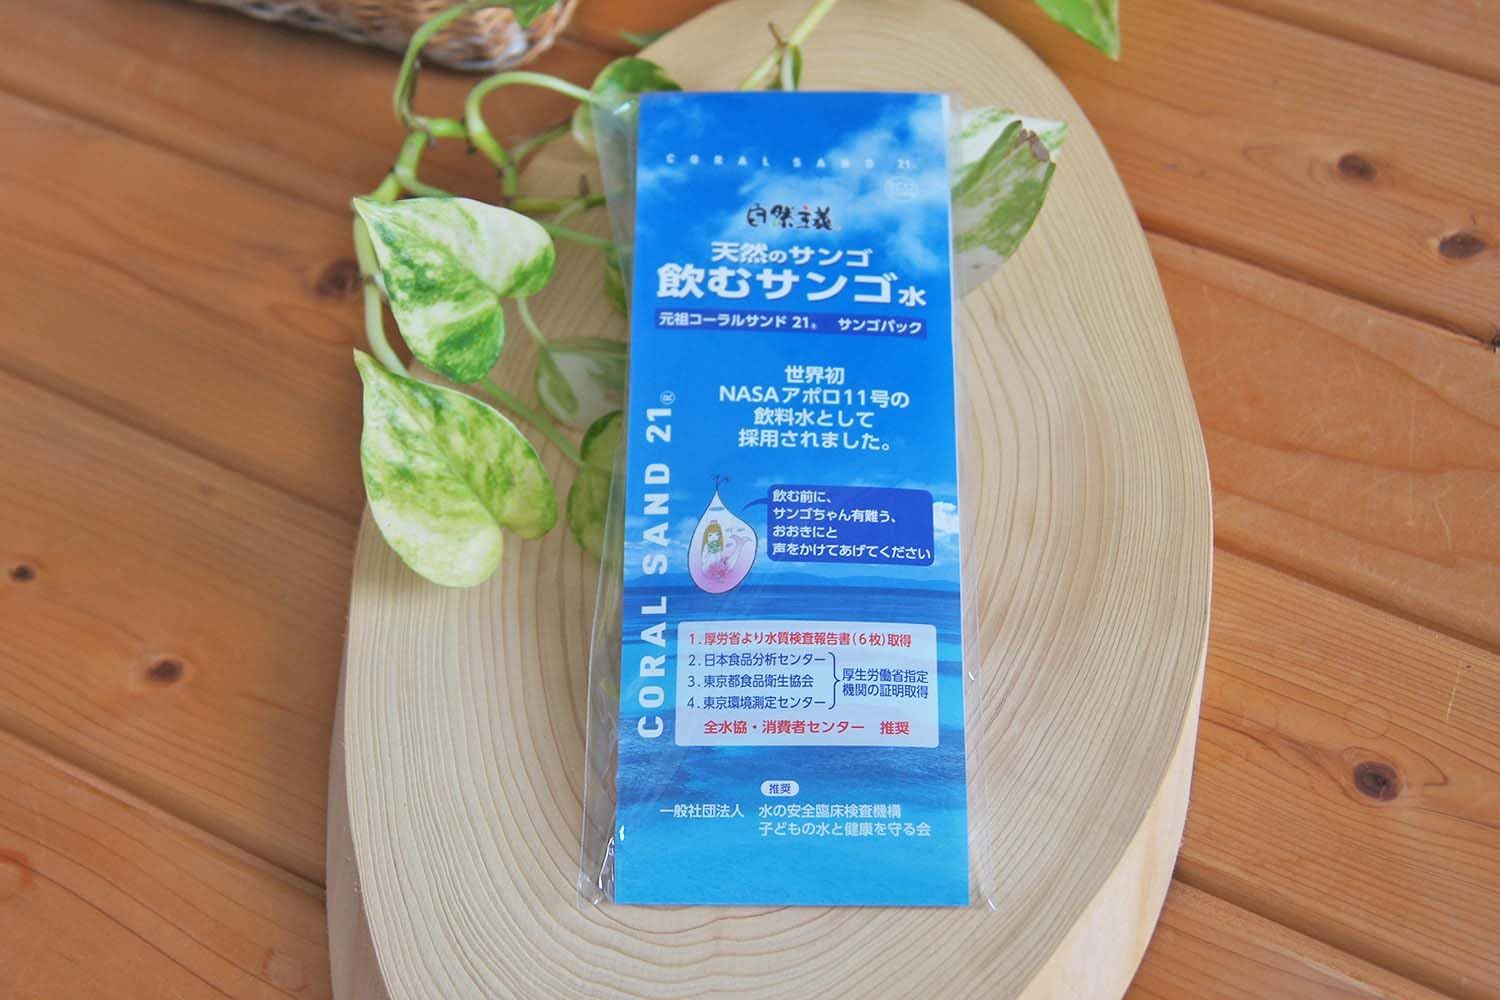 CORAL SAND 21
自然主義
天然のサンゴ
飲むサンゴ水
元祖コーラルサンド 21® サンゴパック
世界初
NASAアポロ11号の
飲料水として
採用されました。
飲む前に、
サンゴちゃん有難う、
おおきにと
声をかけてあげてください
CORAL SAND 21®
1.厚労省より水質検査報告書(6枚)取得
2.日本食品分析センター
3.東京都食品衛生協会
4.東京環境測定センター
厚生労働省指定
機関の証明取得
全水協・消費者センター 推奨
推奨
一般社団法人 水の安全臨床検査機構
子どもの水と健康を守る会